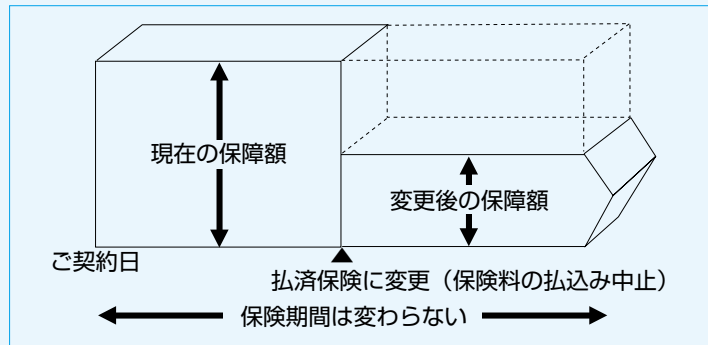 現在の保障額
変更後の保障額
ご契約日
払済保険に変更（保険料の払込み中止）
保険期間は変わらない